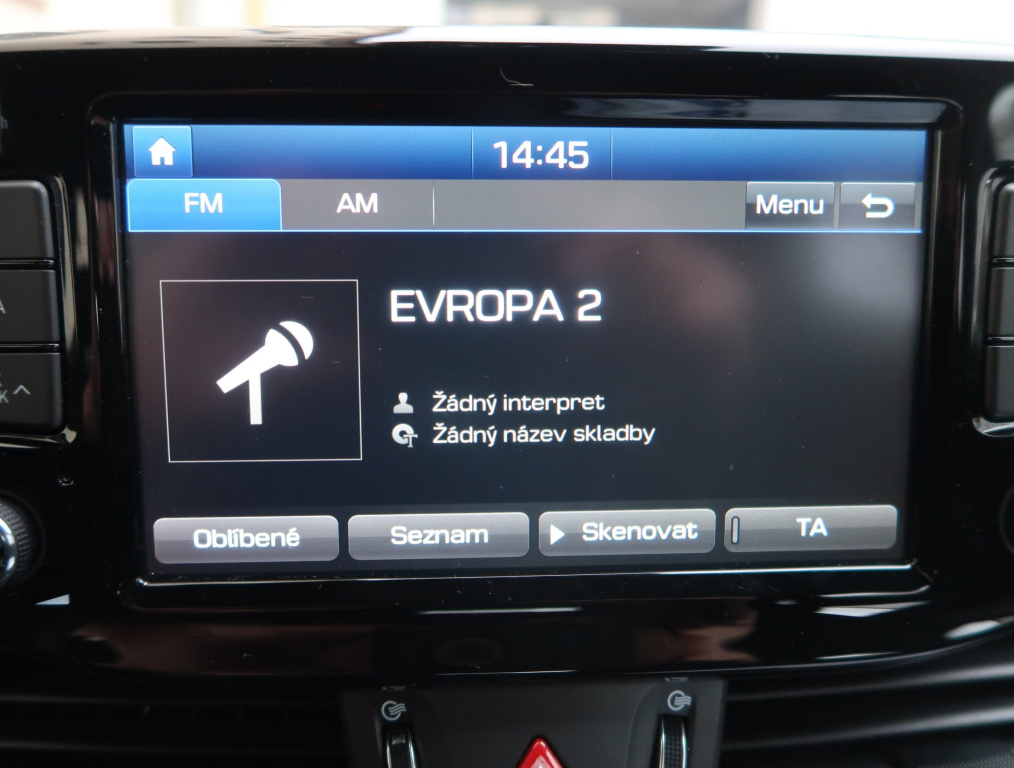 14:45
FM AM Menu
EVROPA 2
Žádný interpret
Žádný název skladby
Oblíbené Seznam Skenovat TA